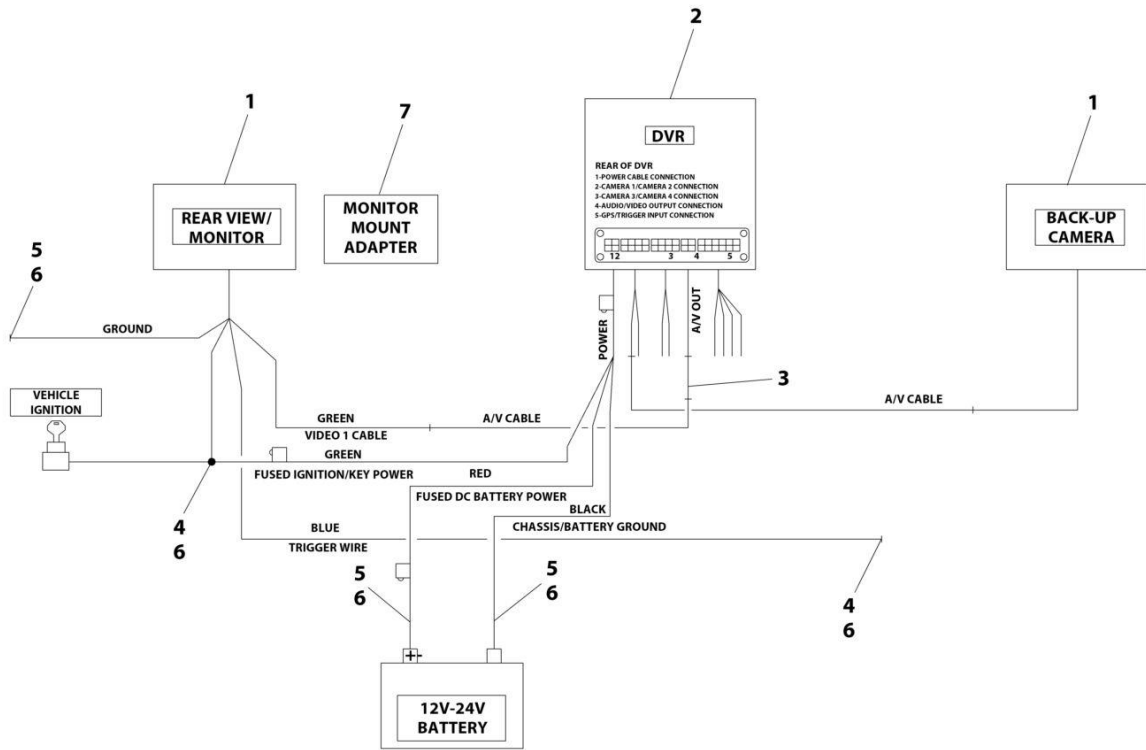 2
1
7
1
DVR
REAR OF DVR
1-POWER CABLE CONNECTION
2-CAMERA 1/CAMERA 2 CONNECTION
3-CAMERA 3/CAMERA 4 CONNECTION
4-AUDIO/VIDEO OUTPUT CONNECTION
5-GPS/TRIGGER INPUT CONNECTION
12 3 4 5
REAR VIEW/
MONITOR
MONITOR
MOUNT
ADAPTER
BACK-UP
CAMERA
5
6
GROUND
POWER
A/V OUT
3
VEHICLE
IGNITION
A/V CABLE
GREEN
A/V CABLE
VIDEO 1 CABLE
GREEN
FUSED IGNITION/KEY POWER
RED
FUSED DC BATTERY POWER
BLACK
CHASSIS/BATTERY GROUND
4
6
BLUE
TRIGGER WIRE
5
6
5
6
4
6
+-
12V-24V
BATTERY